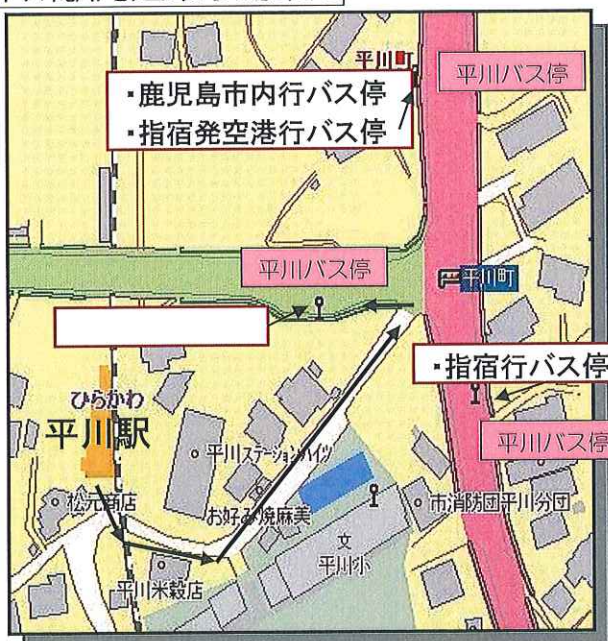 平川町
平川バス停
・鹿児島市内行バス停
・指宿発空港行バス停
平川バス停
平川町
・指宿行バス停
ひらかわ
平川駅
平川バス停
平川ステーションハイツ
松元商店
お好み焼麻美
市消防団平川分団
文
平川小
平川米穀店